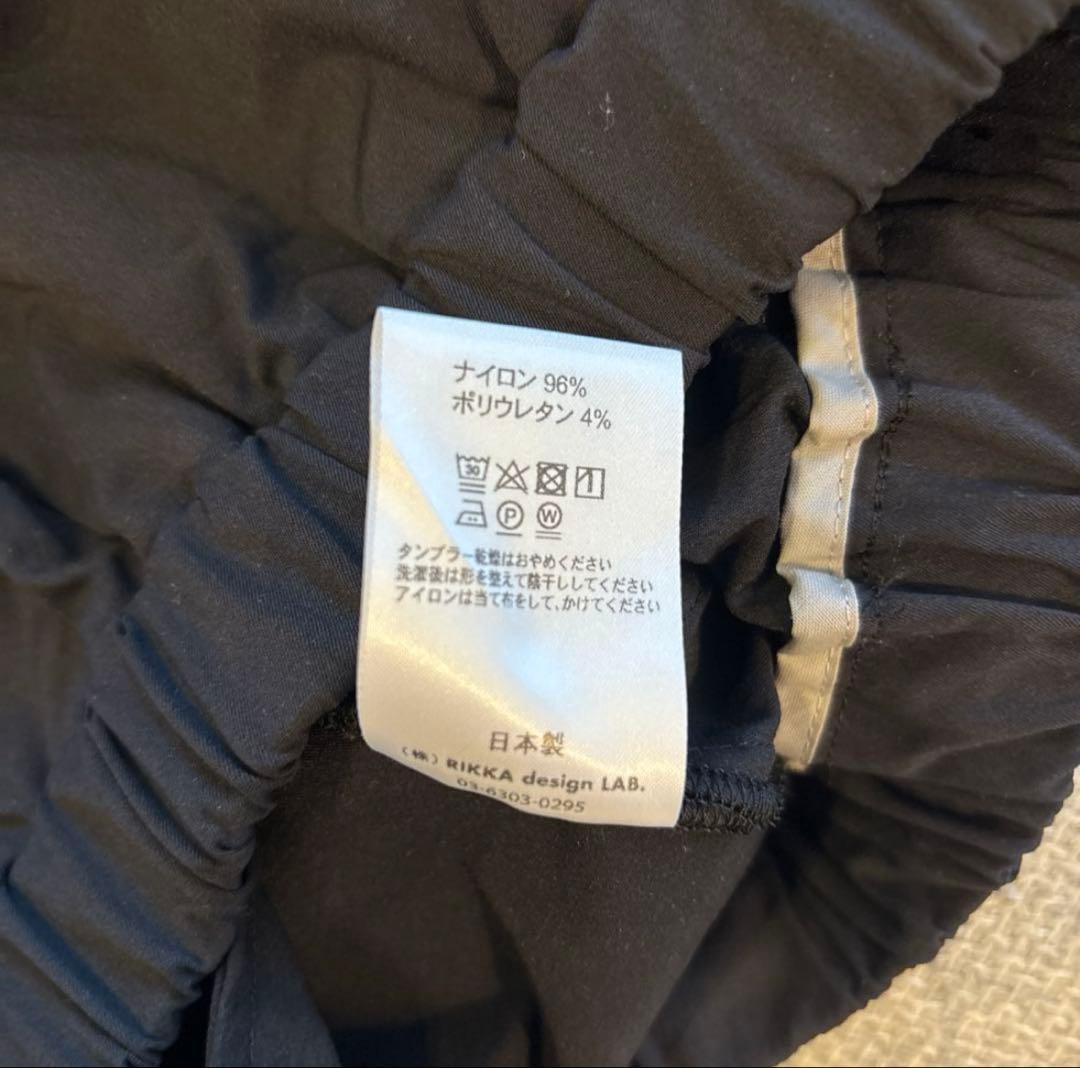 ナイロン 96%
ポリウレタン 4%
30
P W
タンブラー乾燥はおやめください
洗濯後は形を整えて陰干ししてください
アイロンは当て布をして、かけてください
日本製
(株) RIKKA design LAB.
03-6303-0295